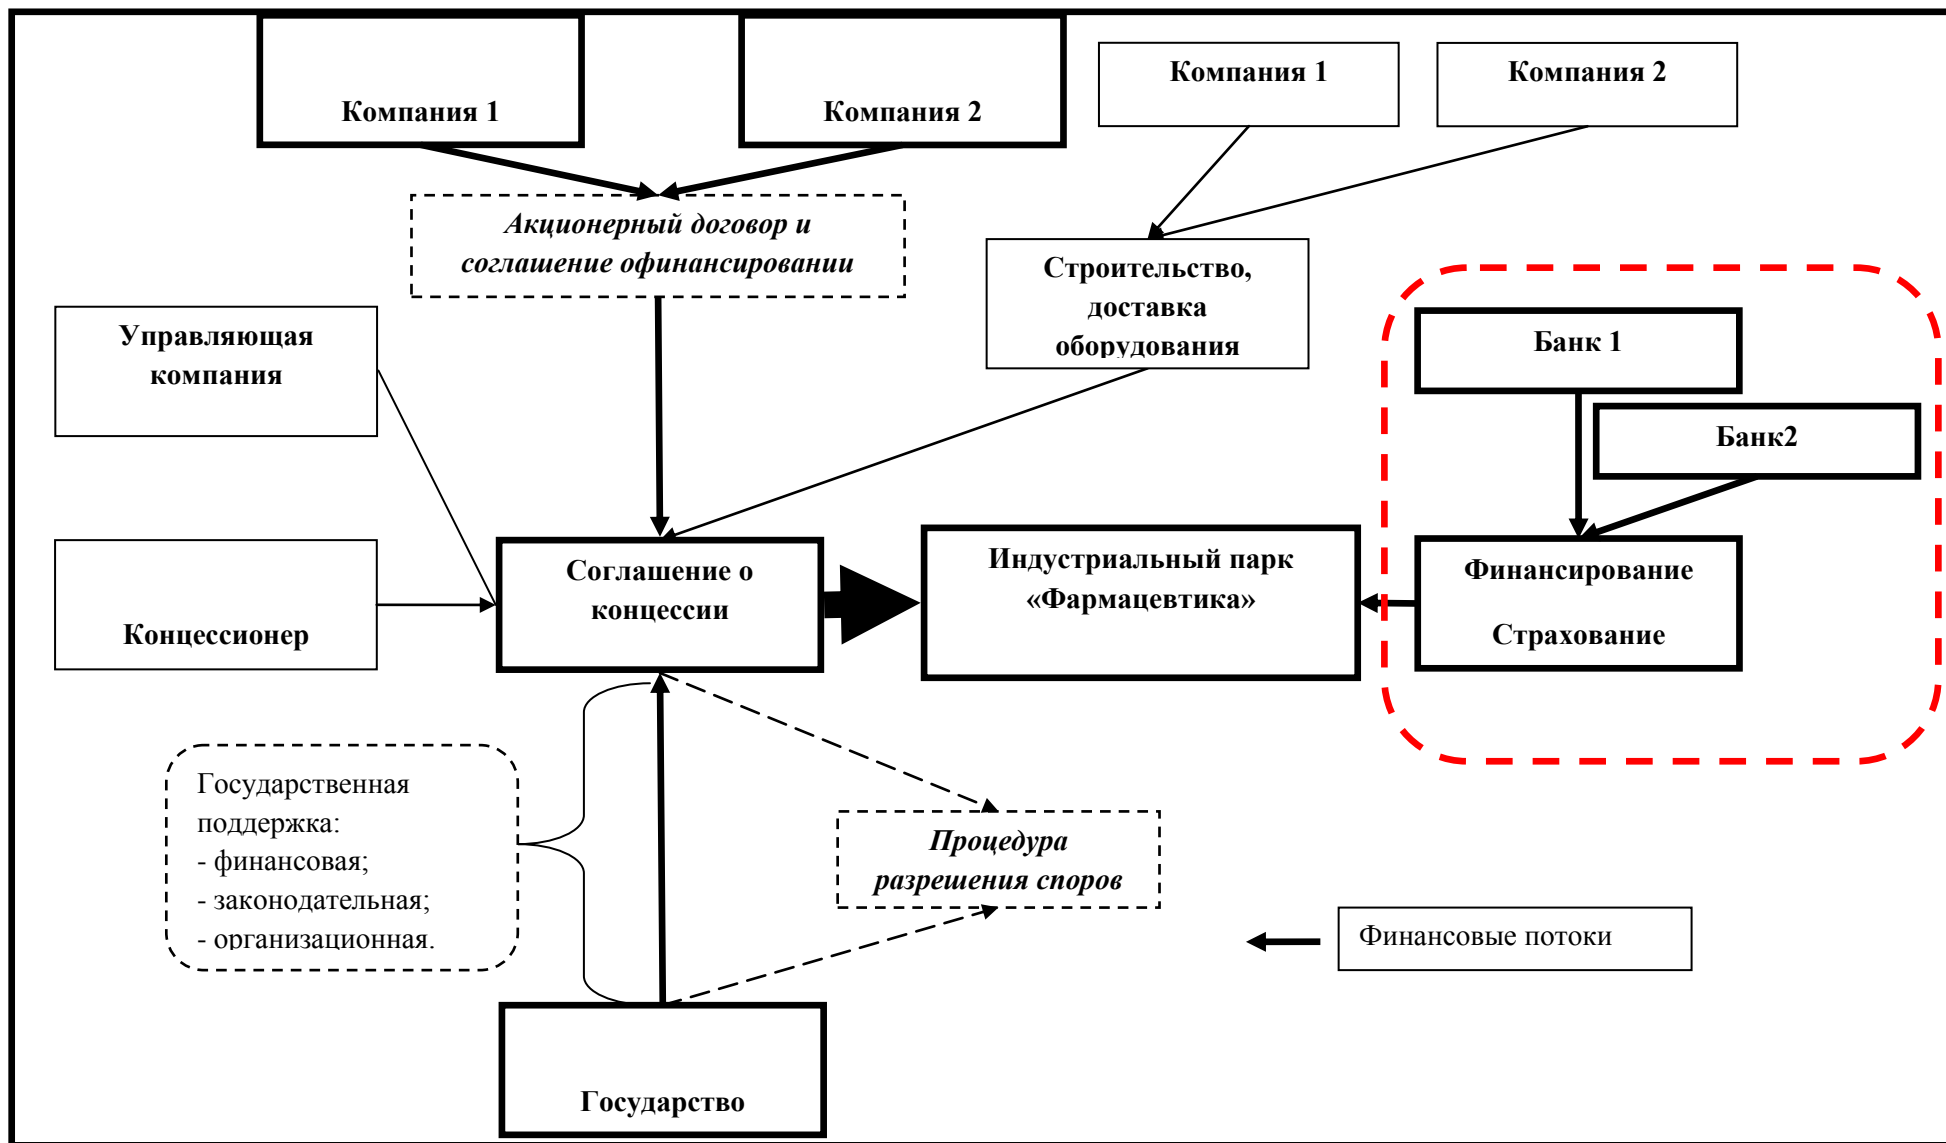 Компания 1
Компания 2
Компания 1
Компания 2
Акционерный договор и
соглашение офинансировании
Строительство,
доставка
оборудования
Управляющая
компания
Банк 1
Банк2
Концессионер
Соглашение о
концессии
Индустриальный парк
«Фармацевтика»
Финансирование
Страхование
Государственная
поддержка:
- финансовая;
- законодательная;
- организационная.
Процедура
разрешения споров
Финансовые потоки
Государство